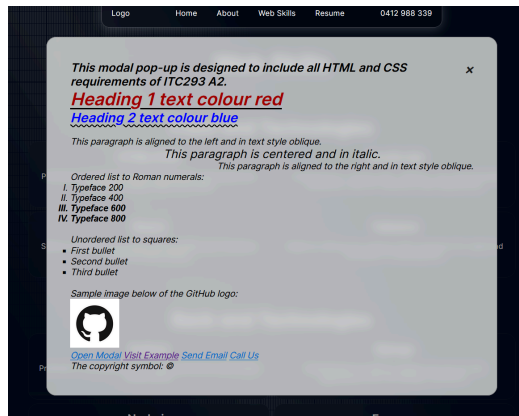 Logo Home About Web Skills Resume 0412 988 339
This modal pop-up is designed to include all HTML and CSS
requirements of ITC293 A2.
×
Heading 1 text colour red
Heading 2 text colour blue
This paragraph is aligned to the left and in text style oblique.
This paragraph is centered and in italic.
This paragraph is aligned to the right and in text style oblique.
Ordered list to Roman numerals:
I. Typeface 200
II. Typeface 400
III. Typeface 600
IV. Typeface 800
Unordered list to squares:
▪ First bullet
▪ Second bullet
▪ Third bullet
Sample image below of the GitHub logo:
Open Modal Visit Example Send Email Call Us
The copyright symbol: ©